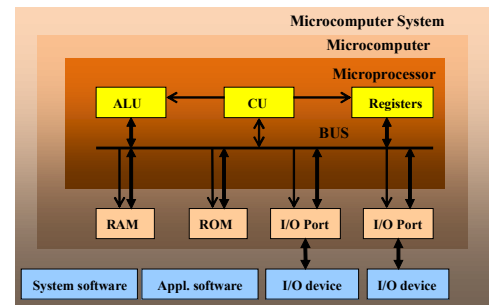 Microcomputer System
Microcomputer
Microprocessor
ALU
CU
Registers
BUS
RAM
ROM
I/O Port
I/O Port
System software
Appl. software
I/O device
I/O device